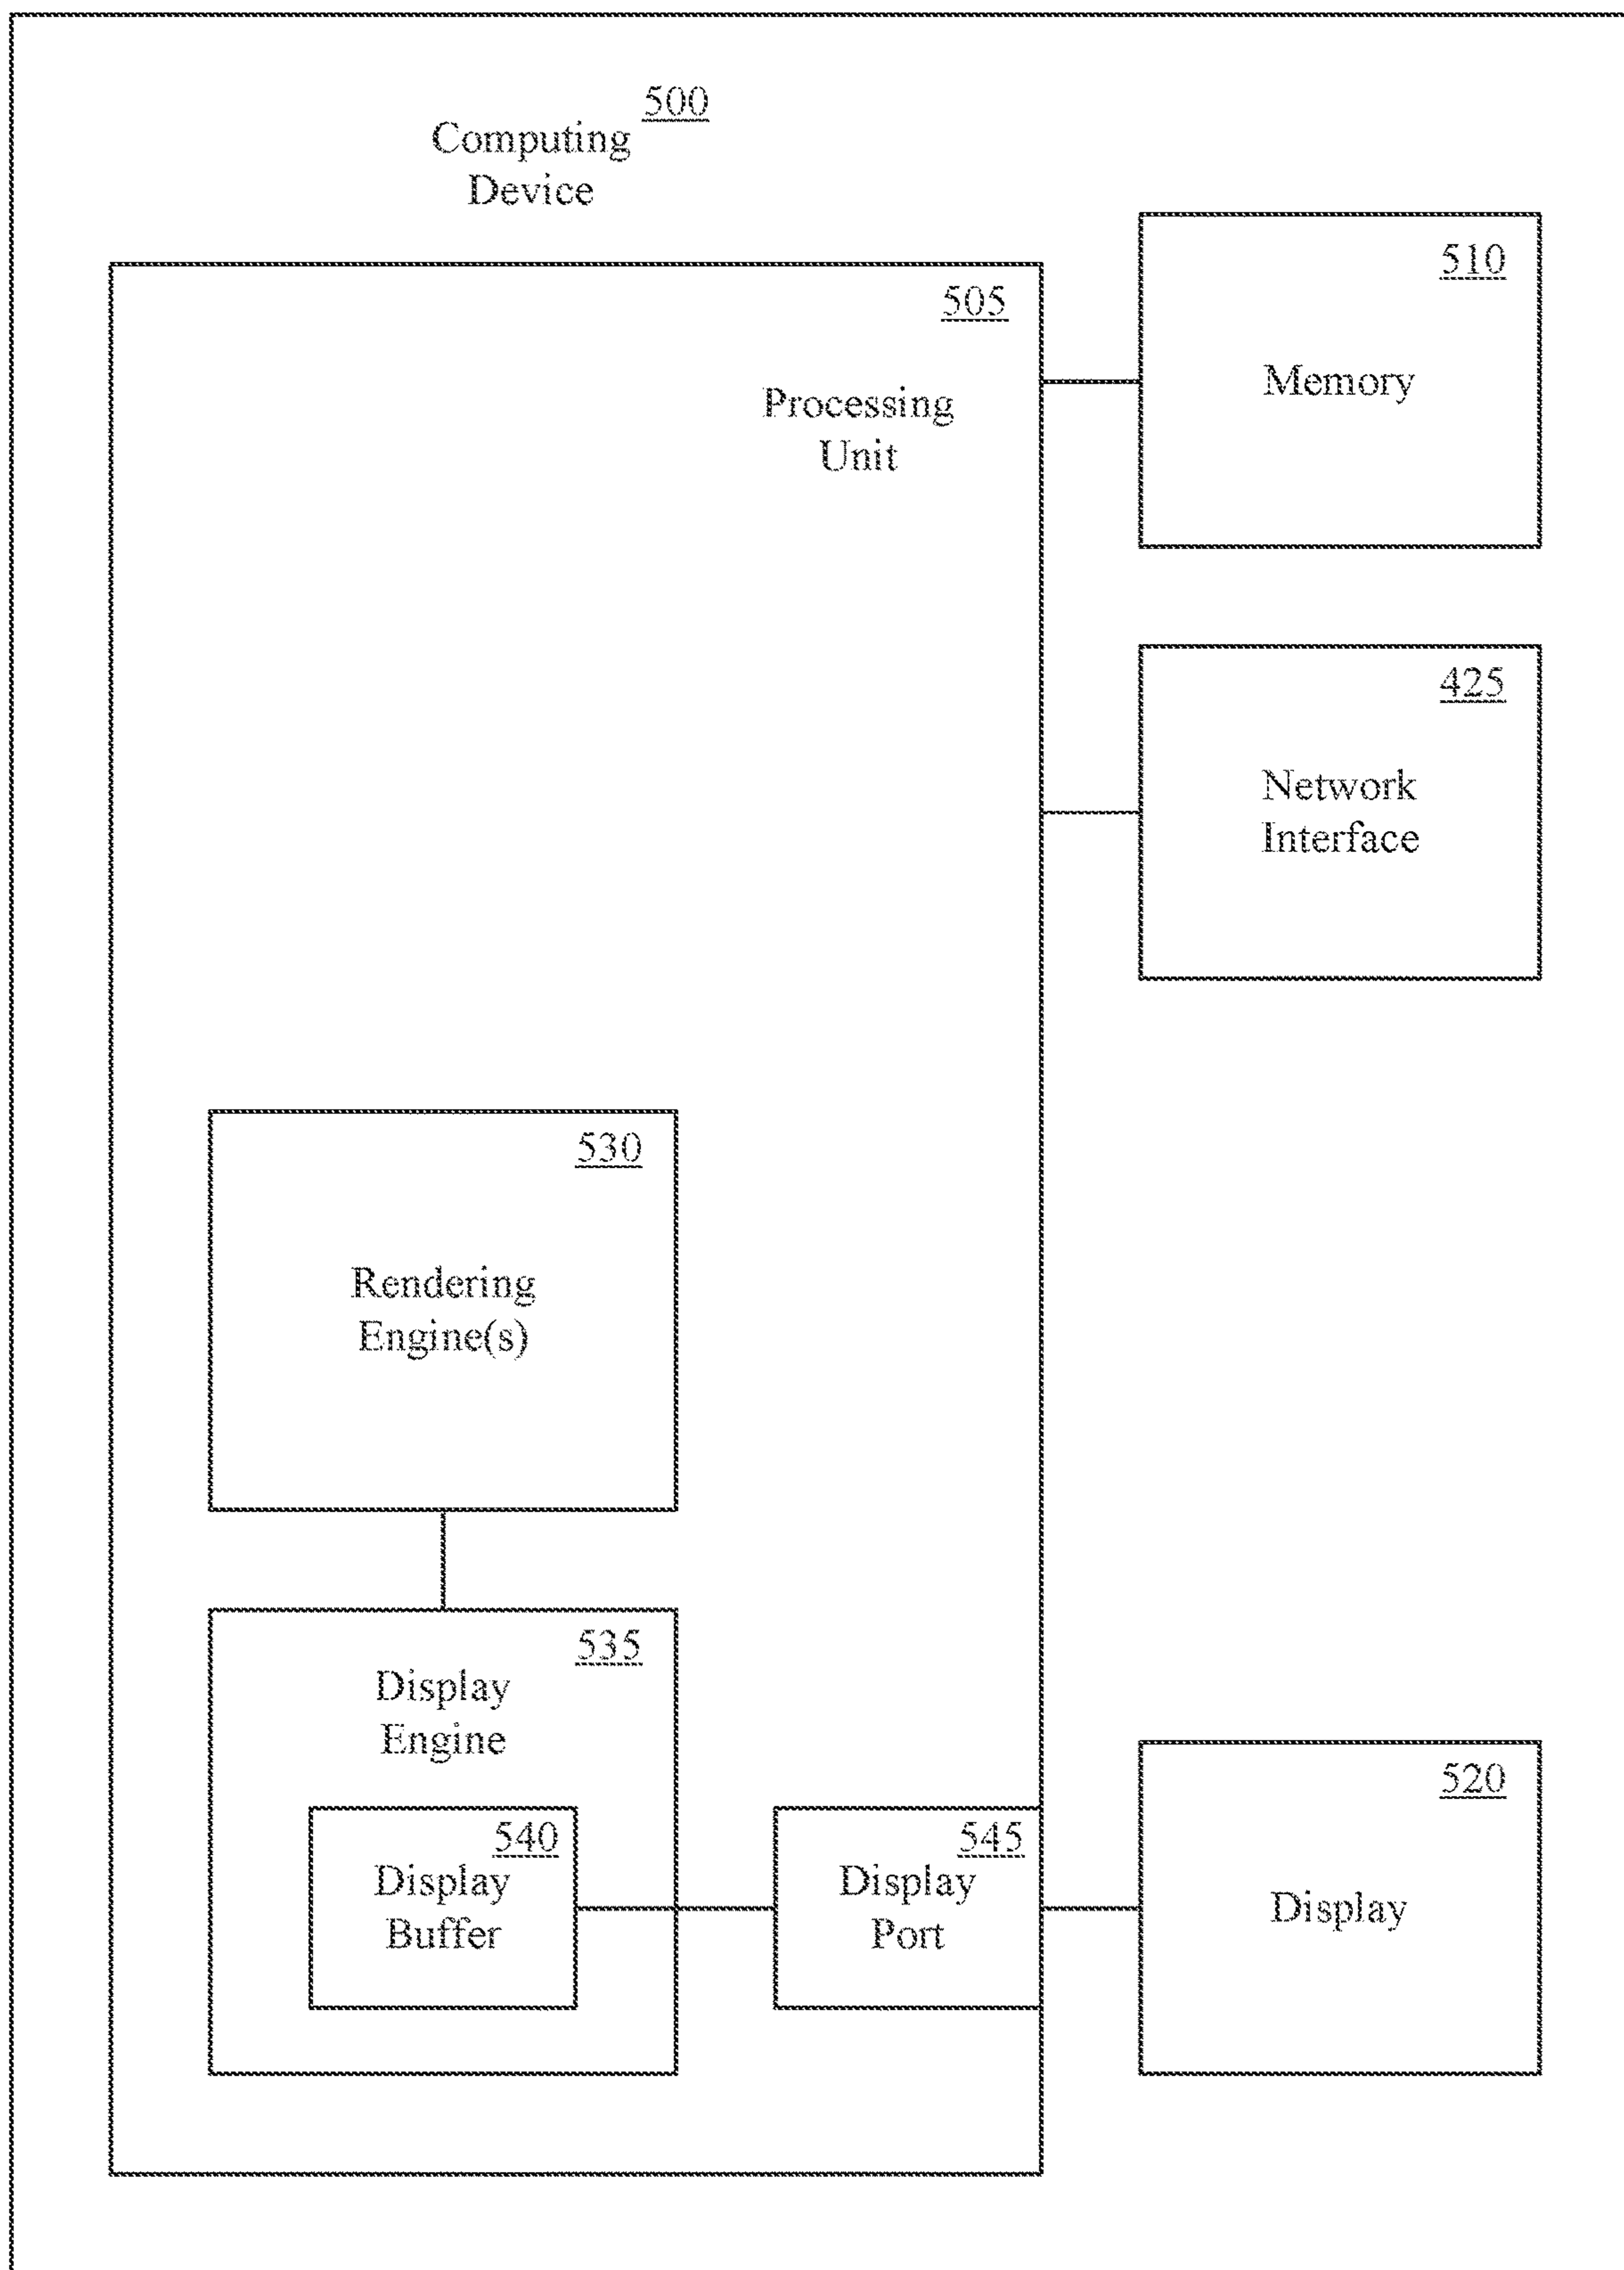 500
Computing
Device
510
Memory
505
Processing
Unit
425
Network
Interface
530
Rendering
Engine(s)
535
Display
Engine
540
Display
Buffer
545
Display
Port
520
Display